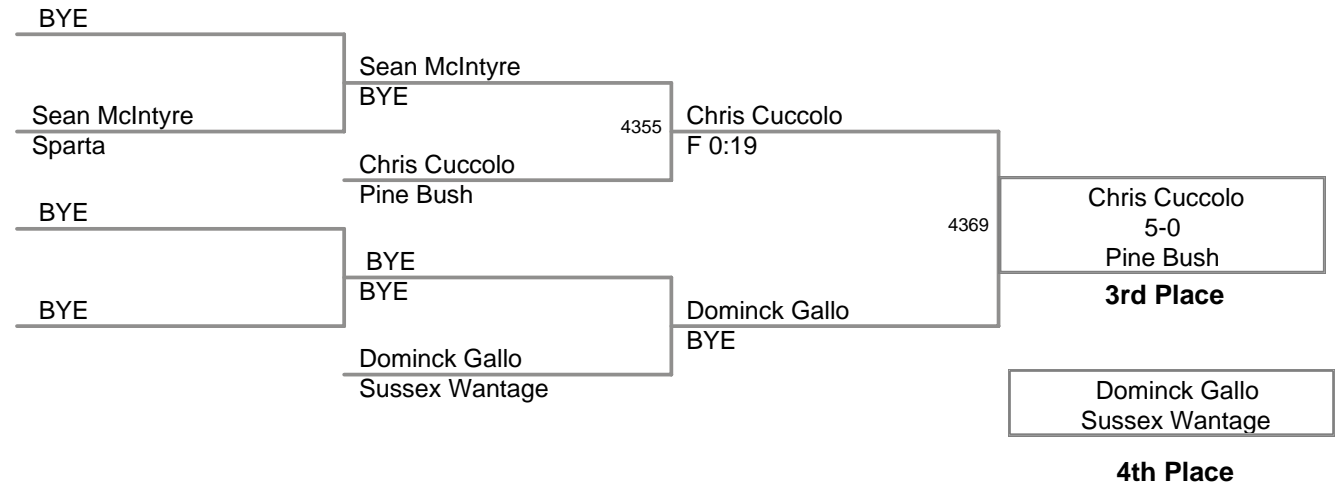 BYE
Sean McIntyre
BYE
Sean McIntyre
Sparta
4355
Chris Cuccolo
F 0:19
Chris Cuccolo
Pine Bush
BYE
BYE
BYE
BYE
Dominck Gallo
Sussex Wantage
Dominck Gallo
BYE
4369
Chris Cuccolo
5-0
Pine Bush
3rd Place
Dominck Gallo
Sussex Wantage
4th Place